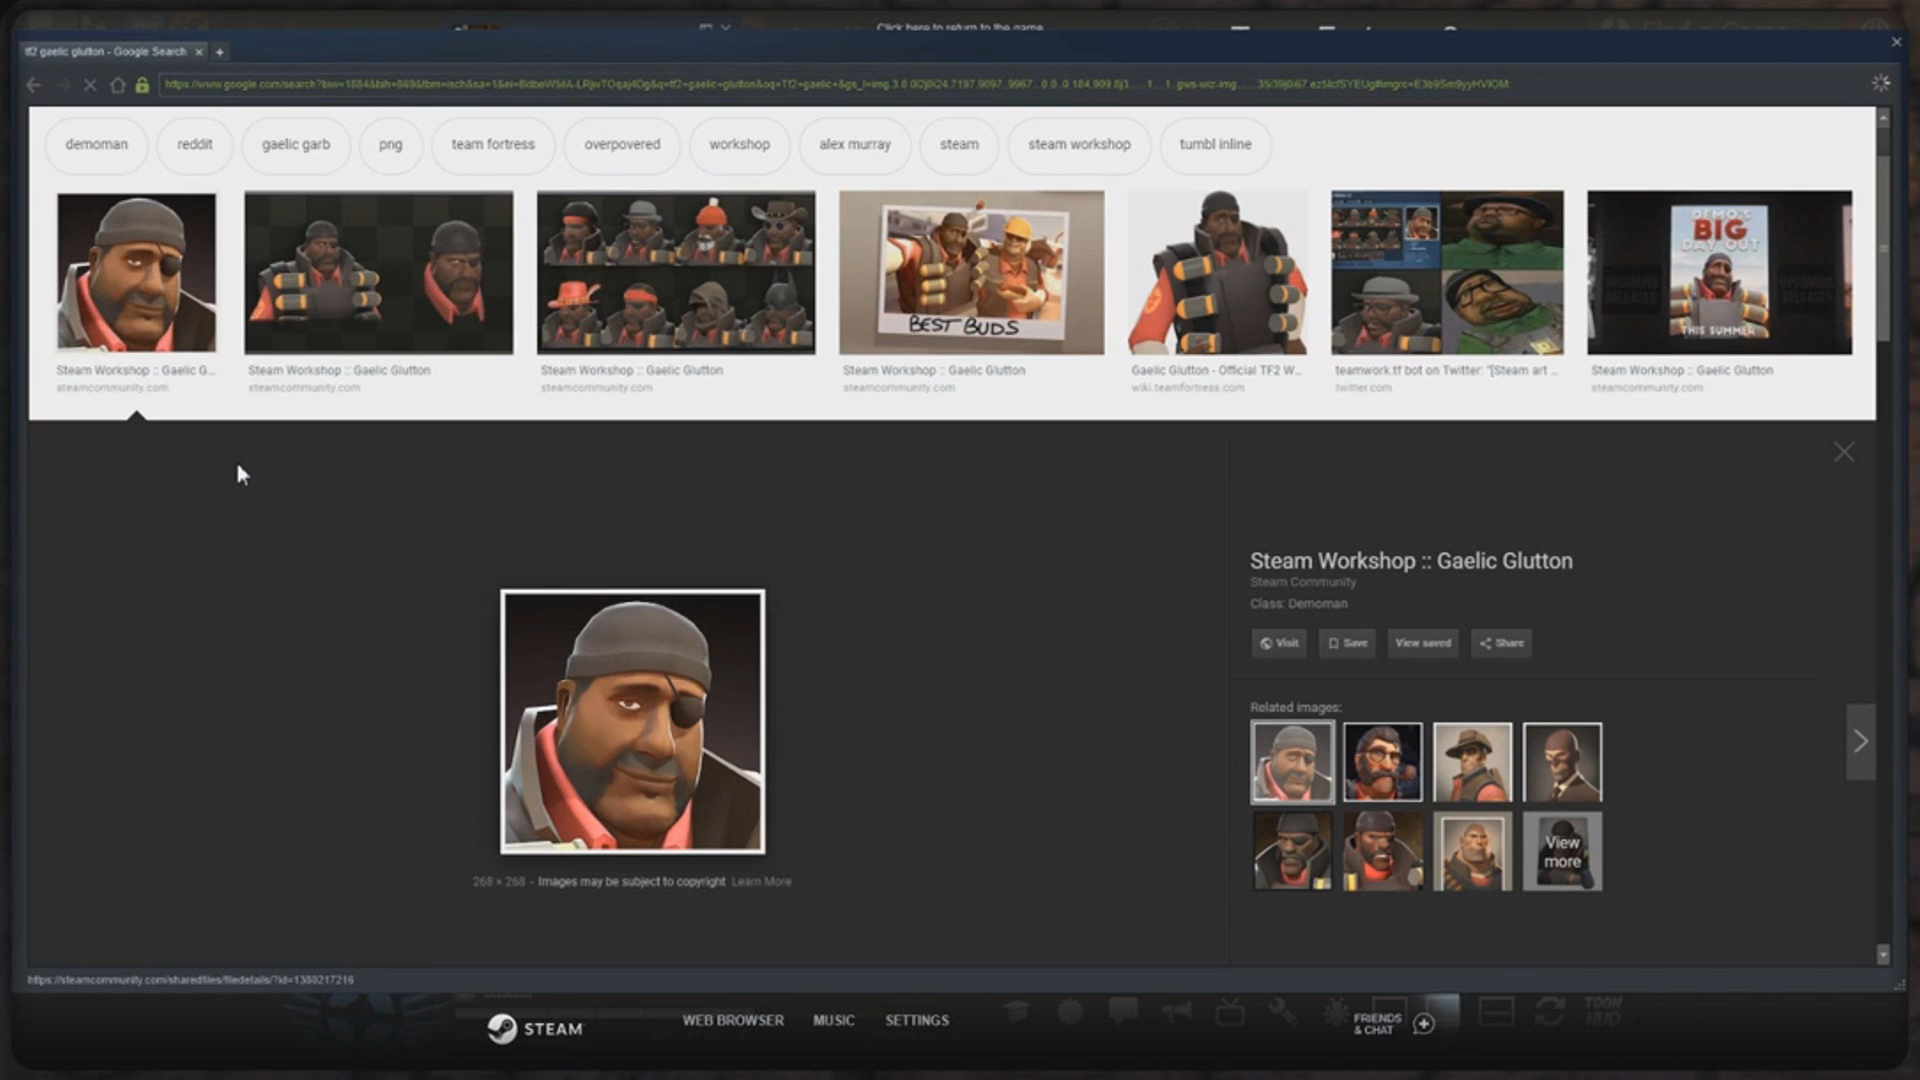 Click here to return to the game
tf2 gaelic glutton - Google Search
demoman
reddit
gaelic garb
png
team fortress
overpovered
workshop
alex murray
steam
steam workshop
tumbl inline
BEST BUDS
DEMO'S
BIG
DAY OUT
THIS SUMMER
Steam Workshop :: Gaelic G...
steamcommunity.com
Steam Workshop :: Gaelic Glutton
steamcommunity.com
Steam Workshop :: Gaelic Glutton
steamcommunity.com
Steam Workshop :: Gaelic Glutton
steamcommunity.com
Gaelic Glutton - Official TF2 W...
wiki.teamfortress.com
teamwork.tf bot on Twitter: "[Steam art ...
twitter.com
Steam Workshop :: Gaelic Glutton
steamcommunity.com
Steam Workshop :: Gaelic Glutton
Steam Community
Class: Demoman
Visit
Save
View saved
Share
Related images:
View
more
268 × 268 - Images may be subject to copyright Learn More
https://steamcommunity.com/sharedfiles/filedetails/?id=1380217216
STEAM
WEB BROWSER
MUSIC
SETTINGS
FRIENDS
& CHAT
TOON
HUD